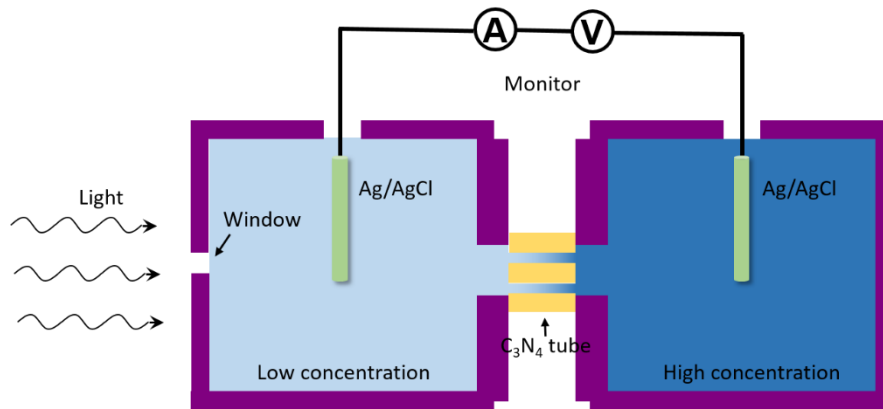 A V
Monitor
Light
Window
Ag/AgCl
Ag/AgCl
C₃N₄ tube
Low concentration
High concentration